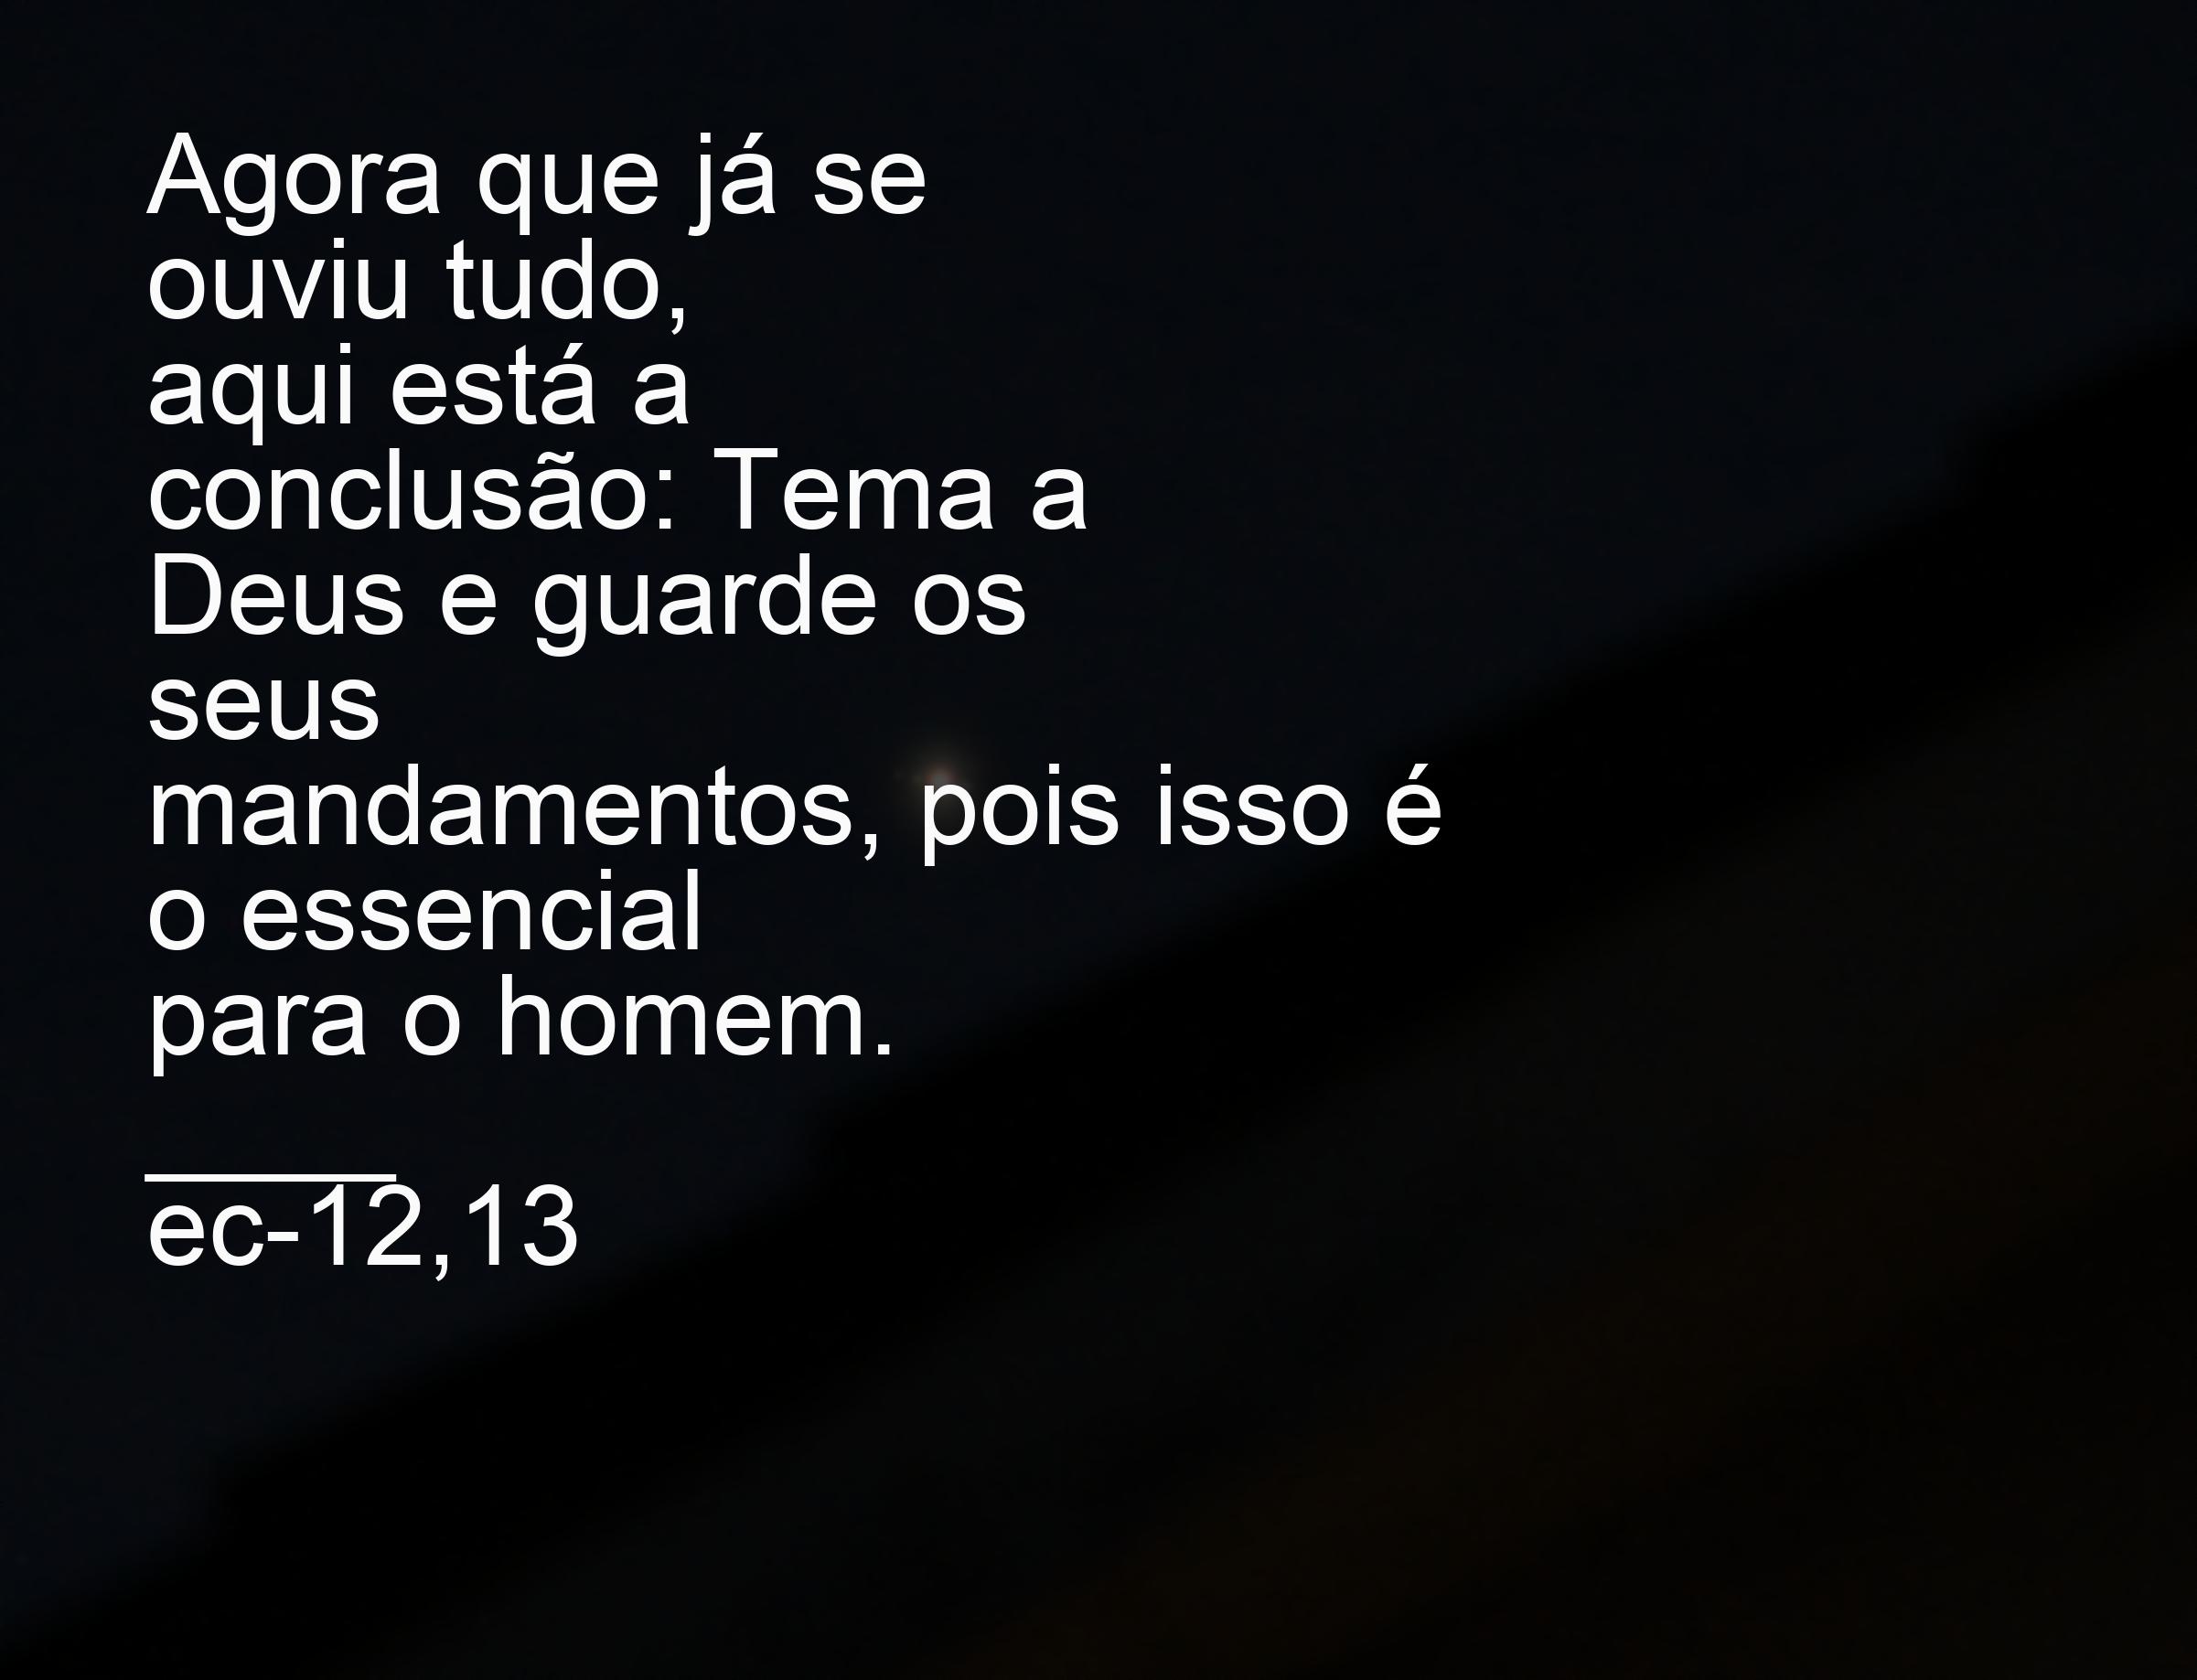 Agora que já se
ouviu tudo,
aqui está a
conclusão: Tema a
Deus e guarde os
seus
mandamentos, pois isso é
o essencial
para o homem.
ec-12,13